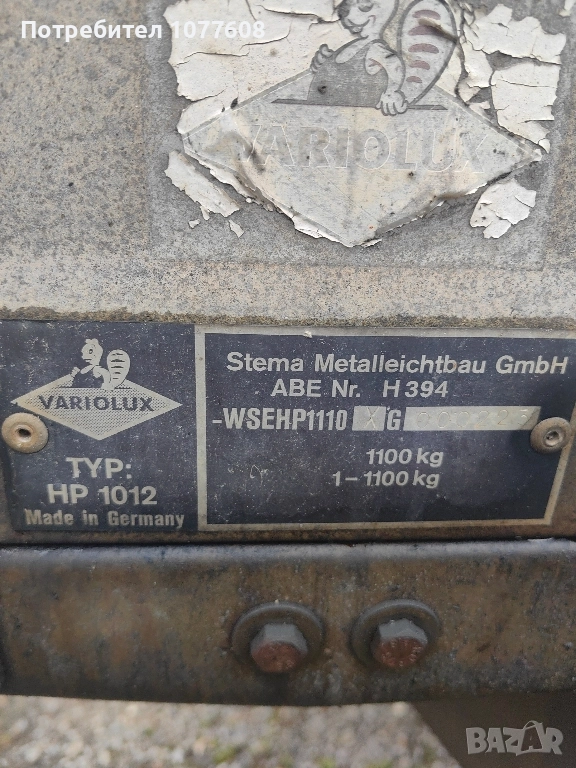 Потребител 1077608
VARIOLUX
VARIOLUX
TYP:
HP 1012
Made in Germany
Stema Metalleichtbau GmbH
ABE Nr. H 394
-WSEHP1110 X G
1100 kg
1 – 1100 kg
BAZAR